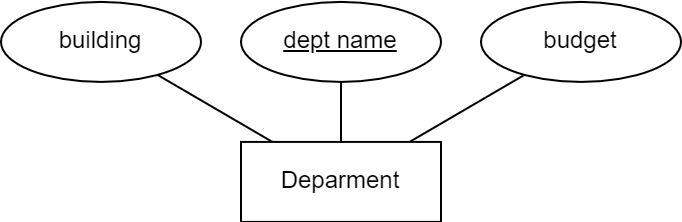 building
dept name
budget
Deparment